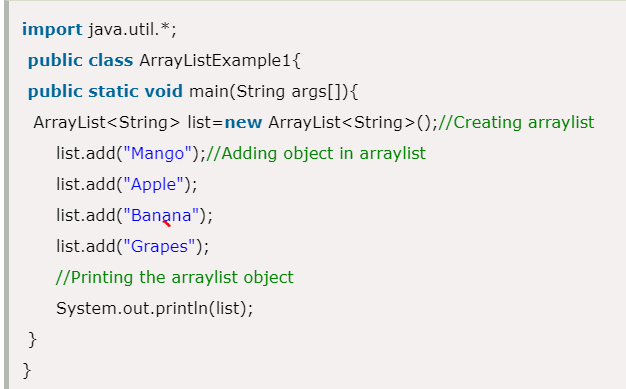 import java.util.*;
public class ArrayListExample1{
public static void main(String args[]){
ArrayList<String> list=new ArrayList<String>();//Creating arraylist
list.add("Mango");//Adding object in arraylist
list.add("Apple");
list.add("Banana");
list.add("Grapes");
//Printing the arraylist object
System.out.println(list);
}
}